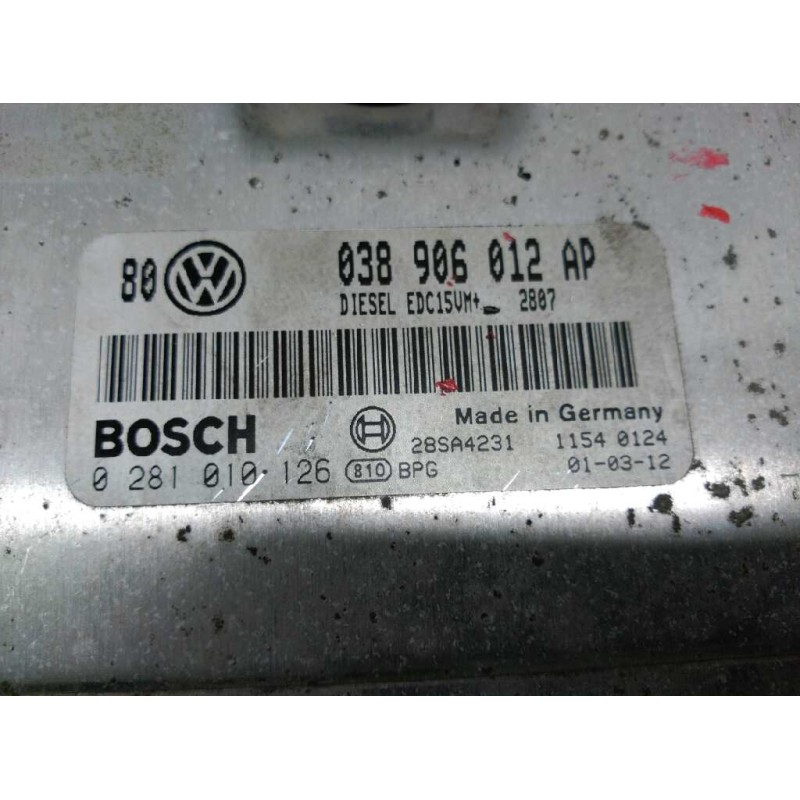 80 VW 038 906 012 AP
DIESEL EDC15VM+ 2807
BOSCH
Made in Germany
28SA4231 1154 0124
0 281 010 126 810 BPG 01-03-12